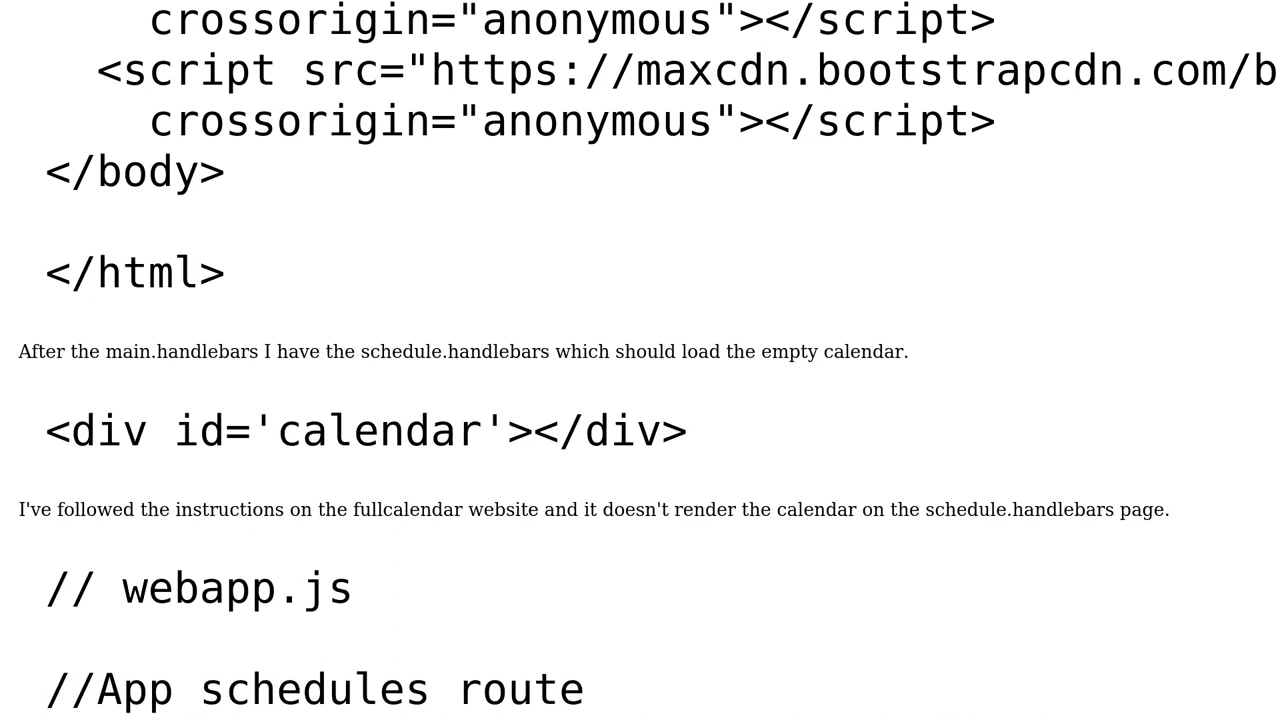 crossorigin="anonymous"></script>
<script src="https://maxcdn.bootstrapcdn.com/b
crossorigin="anonymous"></script>
</body>
</html>
After the main.handlebars I have the schedule.handlebars which should load the empty calendar.
<div id='calendar'></div>
I've followed the instructions on the fullcalendar website and it doesn't render the calendar on the schedule.handlebars page.
// webapp.js
//App schedules route